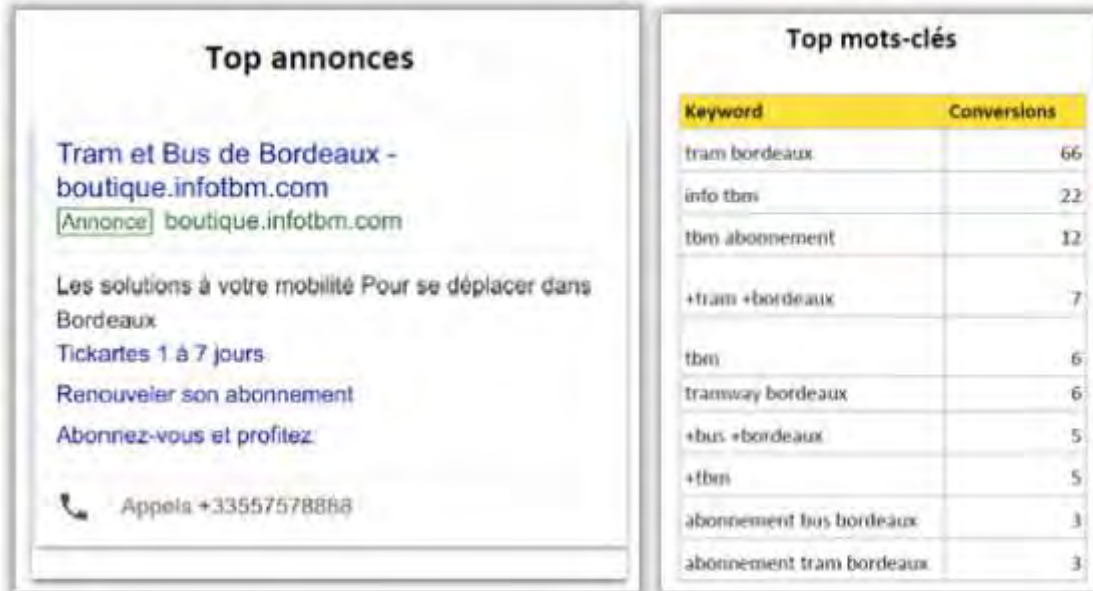 Top annonces
Tram et Bus de Bordeaux -
boutique.infotbm.com
Annonce boutique.infotbm.com
Les solutions à votre mobilité Pour se déplacer dans
Bordeaux
Tickartes 1 à 7 jours
Renouveler son abonnement
Abonnez-vous et profitez
Appels +33557578888
Top mots-clés
Keyword Conversions
tram bordeaux 66
info tbm 22
tbm abonnement 12
+tram +bordeaux 7
tbm 6
tramway bordeaux 6
+bus +bordeaux 5
+tbm 5
abonnement bus bordeaux 3
abonnement tram bordeaux 3